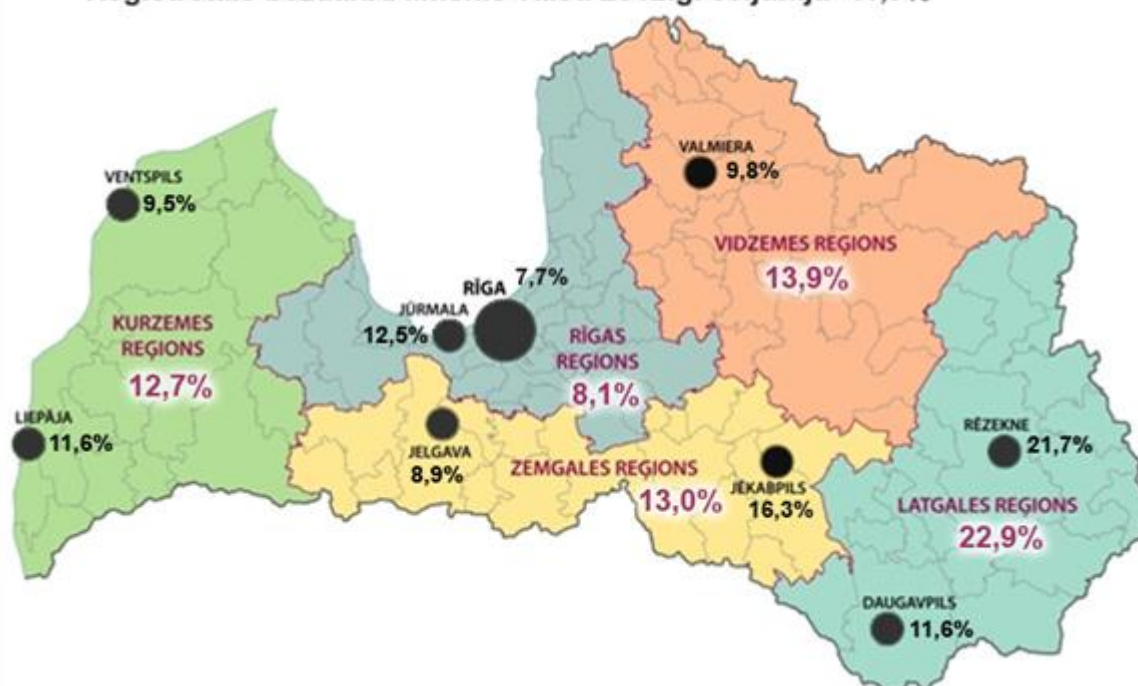 VENTSPILS
9,5%
VALMIERA
9,8%
VIDZEMES REĢIONS
13,9%
RĪGA 7,7%
JŪRMALA
12,5%
KURZEMES
REĢIONS
12,7%
RĪGAS
REĢIONS
8,1%
LIEPĀJA
11,6%
JELGAVA
8,9%
ZEMGALES REĢIONS
13,0%
JĒKABPILS
16,3%
RĒZEKNE
21,7%
LATGALES REĢIONS
22,9%
DAUGAVPILS
11,6%